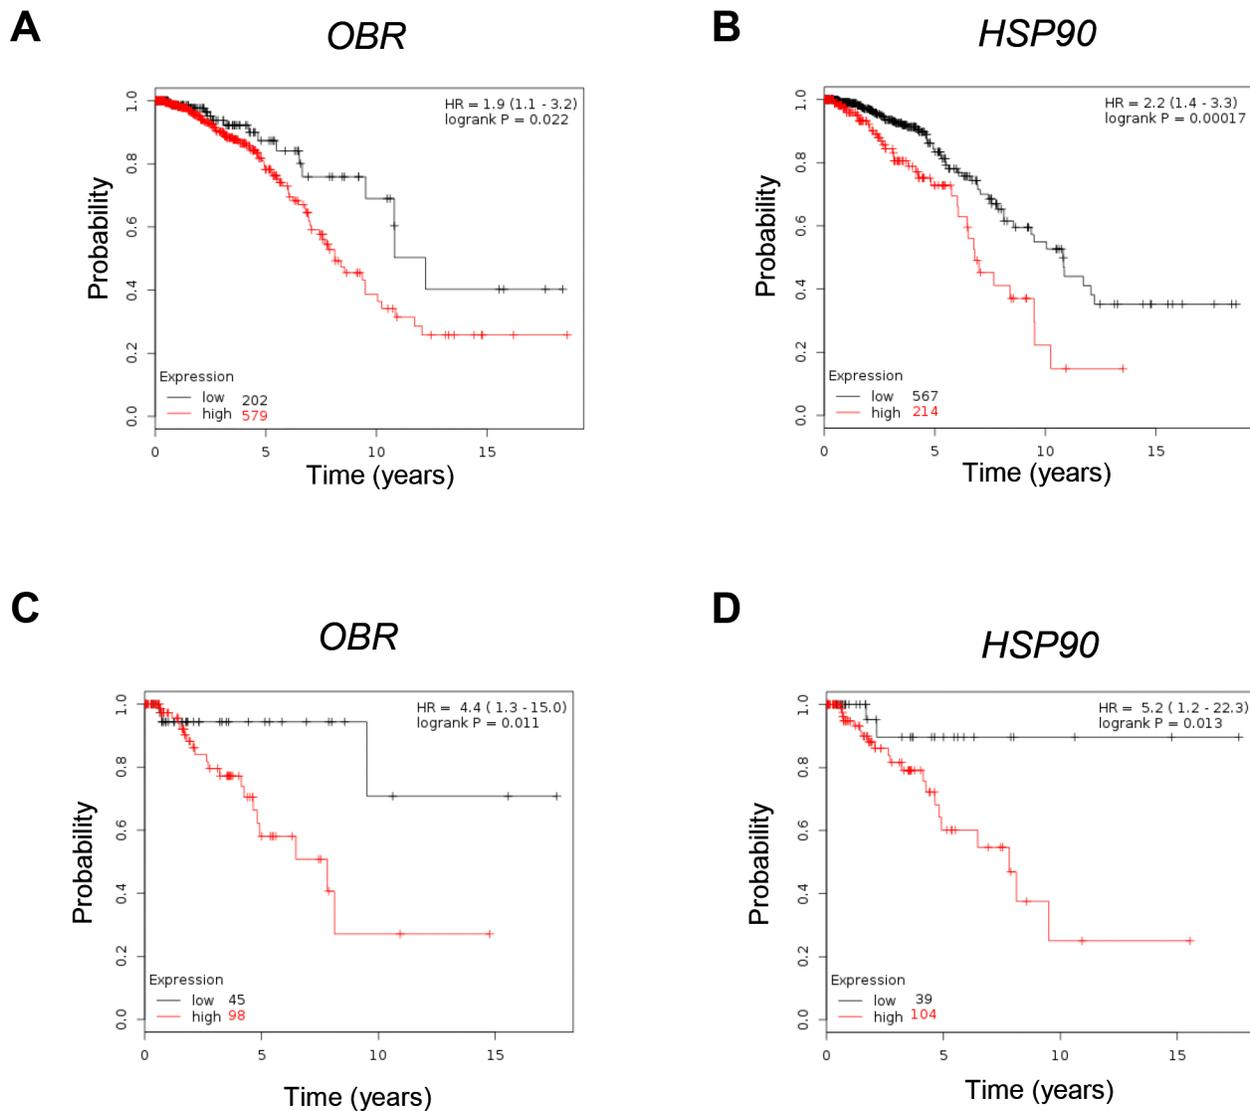 A
OBR
Probability
1.0
0.8
0.6
0.4
0.2
0.0
HR = 1.9 (1.1 - 3.2)
logrank P = 0.022
Expression
low 202
high 579
0 5 10 15
Time (years)
B
HSP90
Probability
1.0
0.8
0.6
0.4
0.2
0.0
HR = 2.2 (1.4 - 3.3)
logrank P = 0.00017
Expression
low 567
high 214
0 5 10 15
Time (years)
C
OBR
Probability
1.0
0.8
0.6
0.4
0.2
0.0
HR = 4.4 ( 1.3 - 15.0)
logrank P = 0.011
Expression
low 45
high 98
0 5 10 15
Time (years)
D
HSP90
Probability
1.0
0.8
0.6
0.4
0.2
0.0
HR = 5.2 ( 1.2 - 22.3)
logrank P = 0.013
Expression
low 39
high 104
0 5 10 15
Time (years)